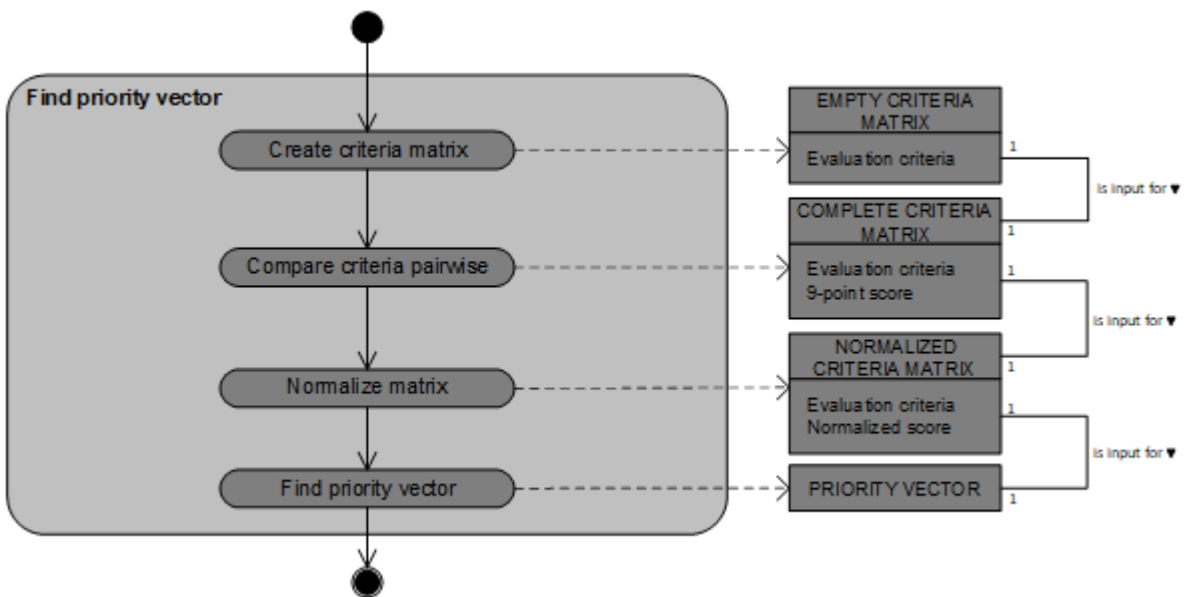 Find priority vector
Create criteria matrix
Compare criteria pairwise
Normalize matrix
Find priority vector
EMPTY CRITERIA
MATRIX
Evaluation criteria
1
is input for ▼
COMPLETE CRITERIA
MATRIX
1
Evaluation criteria
9-point score
1
is input for ▼
NORMALIZED
CRITERIA MATRIX
1
Evaluation criteria
Normalized score
1
is input for ▼
PRIORITY VECTOR
1